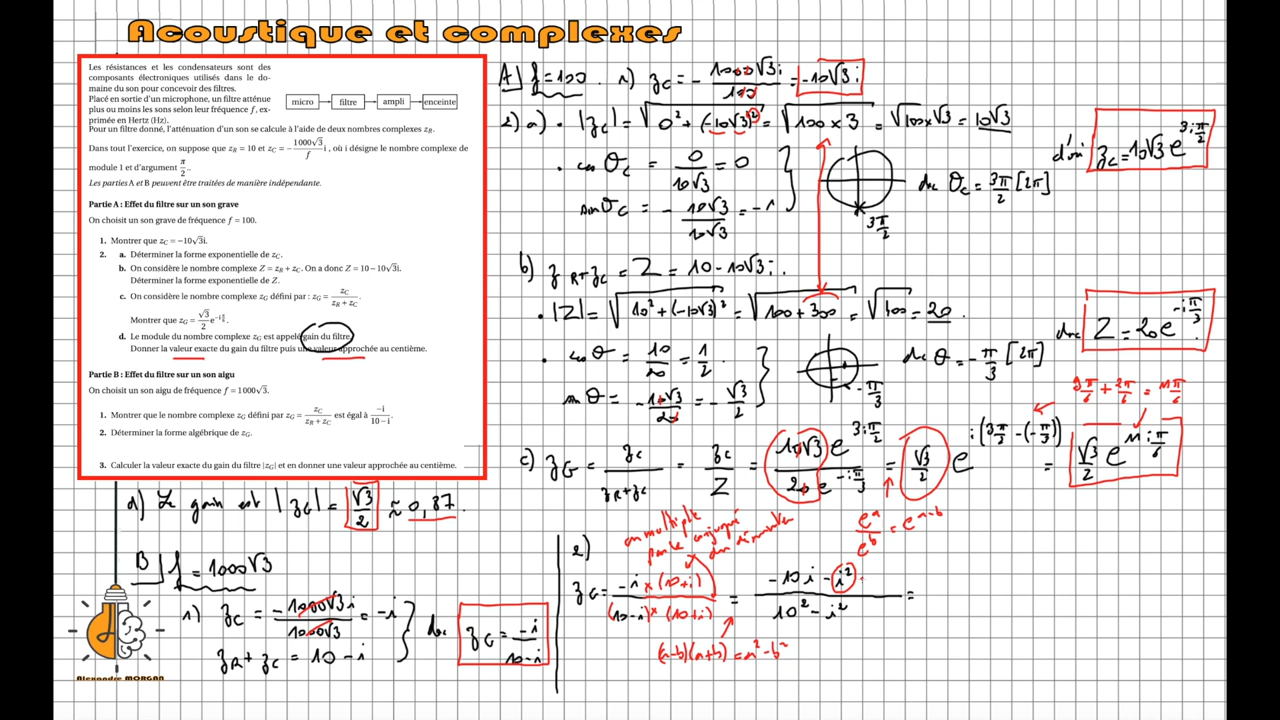 Acoustique et complexes
Les résistances et les condensateurs sont des
composants électroniques utilisés dans le do-
maine du son pour concevoir des filtres.
Placé en sortie d'un microphone, un filtre atténue
plus ou moins les sons selon leur fréquence f, ex-
primée en Hertz (Hz).
micro filtre ampli enceinte
Pour un filtre donné, l'atténuation d'un son se calcule à l'aide de deux nombres complexes z_R.
Dans tout l'exercice, on suppose que z_R = 10 et z_C = −1000√3/f i, où i désigne le nombre complexe de
module 1 et d'argument π/2.
Les parties A et B peuvent être traitées de manière indépendante.
Partie A : Effet du filtre sur un son grave
On choisit un son grave de fréquence f = 100.
1. Montrer que z_C = −10√3i.
2. a. Déterminer la forme exponentielle de z_C.
b. On considère le nombre complexe Z = z_R + z_C. On a donc Z = 10 − 10√3i.
Déterminer la forme exponentielle de Z.
c. On considère le nombre complexe z_G défini par : z_G = z_C/(z_R + z_C).
Montrer que z_G = √3/2 e^(−iπ/6).
d. Le module du nombre complexe z_G est appelé gain du filtre.
Donner la valeur exacte du gain du filtre puis une valeur approchée au centième.
Partie B : Effet du filtre sur un son aigu
On choisit un son aigu de fréquence f = 1000√3.
1. Montrer que le nombre complexe z_G défini par z_G = z_C/(z_R + z_C) est égal à −i/(10 − i).
2. Déterminer la forme algébrique de z_G.
3. Calculer la valeur exacte du gain du filtre |z_G| et en donner une valeur approchée au centième.
A] f = 100 . 1) z_C = − 1000√3i/100 = −10√3 i
2) a) • |z_C| = √(0² + (−10√3)²) = √(100 × 3) = √100 × √3 = 10√3
• cos θ_C = 0/10√3 = 0
sin θ_C = − 10√3/10√3 = −1
3π/2
dc θ_C = 3π/2 [2π]
d'où z_C = 10√3 e^(3iπ/2)
b) z_R + z_C = Z = 10 − 10√3 i.
• |Z| = √(10² + (−10√3)²) = √(100 + 300) = √400 = 20
• cos θ = 10/20 = 1/2
sin θ = − 10√3/20 = − √3/2
− π/3
dc θ = − π/3 [2π]
donc Z = 20 e^(−iπ/3)
9π/6 + 2π/6 = 11π/6
c) z_G = z_C/(z_R + z_C) = z_C/Z = 10√3 e^(3iπ/2) / 20 e^(−iπ/3) = √3/2 e^(i(3π/2 − (−π/3))) = √3/2 e^(11iπ/6)
e^a/e^b = e^(a−b)
d) Le gain est |z_G| = √3/2 ≈ 0,87.
B] f = 1000√3
1) z_C = − 1000√3i/1000√3 = −i
z_R + z_C = 10 − i
donc z_G = −i/(10−i)
2) on multiplie
par le conjugué
du dénominateur
z_G = −i × (10+i) / (10−i) × (10+i) = (−10i − i²)/(10² − i²) =
(a−b)(a+b) = a² − b²
Alexandre MORGAN